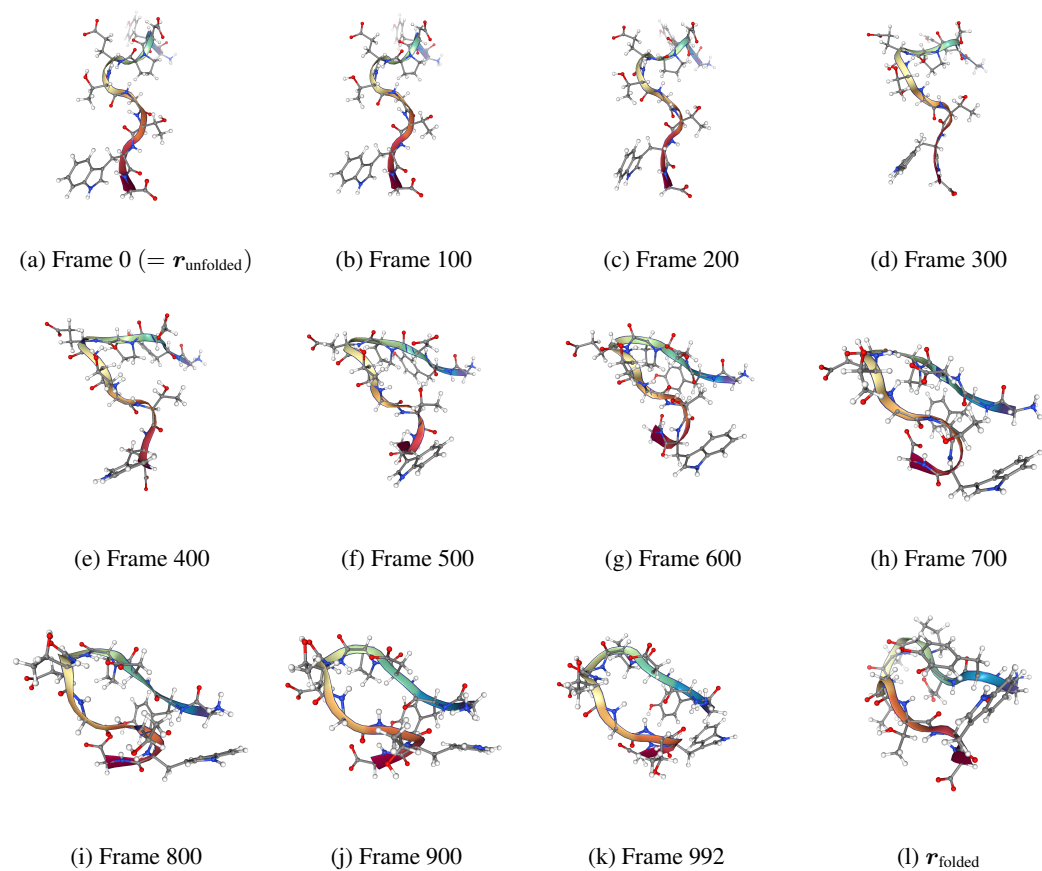 (a) Frame 0 (= r_unfolded)
(b) Frame 100
(c) Frame 200
(d) Frame 300
(e) Frame 400
(f) Frame 500
(g) Frame 600
(h) Frame 700
(i) Frame 800
(j) Frame 900
(k) Frame 992
(l) r_folded